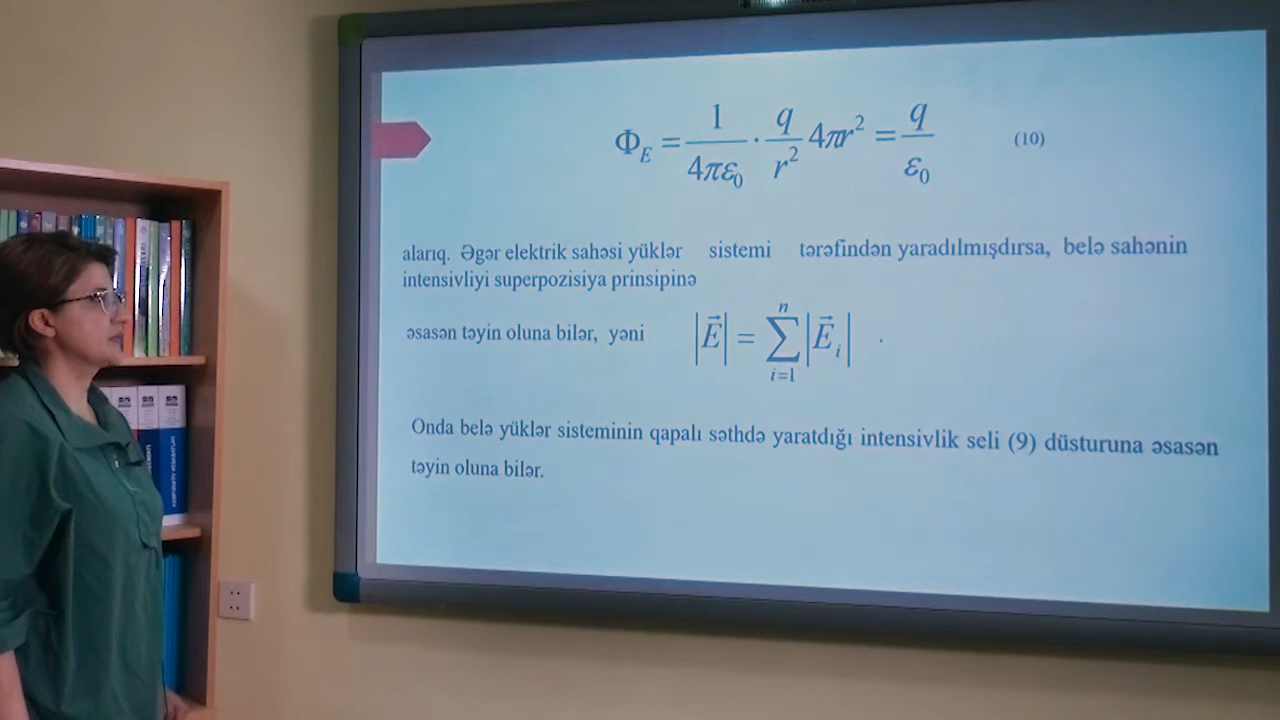 Φ_E = 1/(4πε₀) · q/r² 4πr² = q/ε₀ (10)
alarıq. Əgər elektrik sahəsi yüklər sistemi tərəfindən yaradılmışdırsa, belə sahənin
intensivliyi superpozisiya prinsipinə
əsasən təyin oluna bilər, yəni |E⃗| = ∑_{i=1}^{n} |E⃗_i| .
Onda belə yüklər sisteminin qapalı səthdə yaratdığı intensivlik seli (9) düsturuna əsasən
təyin oluna bilər.